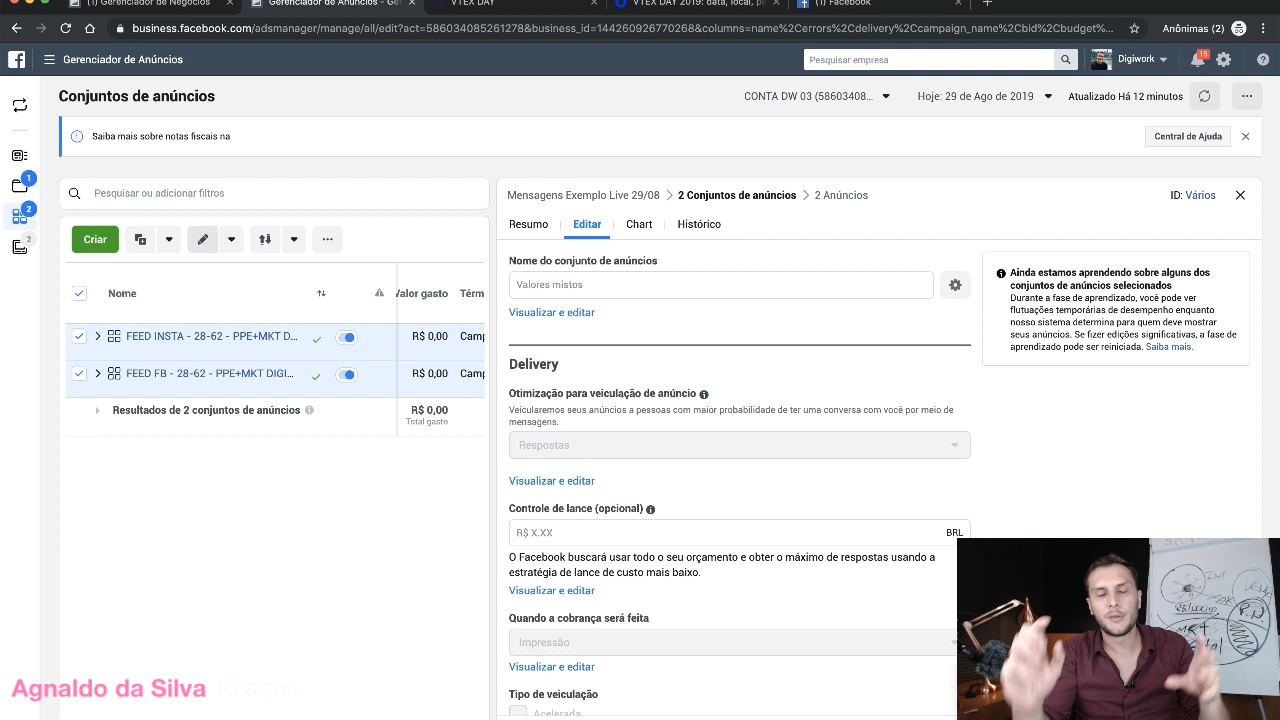 (1) Gerenciador de Negócios
Gerenciador de Anúncios - Ger
VTEX DAY
VTEX DAY 2019: data, local, p
(1) Facebook
business.facebook.com/adsmanager/manage/all/edit?act=586034085261278&business_id=144260926770268&columns=name%2Cerrors%2Cdelivery%2Ccampaign_name%2Cbid%2Cbudget%...
Anônimas (2)
Gerenciador de Anúncios
Pesquisar empresa
Digiwork
15
Conjuntos de anúncios
CONTA DW 03 (58603408...
Hoje: 29 de Ago de 2019
Atualizado Há 12 minutos
Saiba mais sobre notas fiscais na
Central de Ajuda
1
2
2
Pesquisar ou adicionar filtros
Criar
Nome
Valor gasto
Térm
FEED INSTA - 28-62 - PPE+MKT D...
R$ 0,00
Camp
FEED FB - 28-62 - PPE+MKT DIGI...
R$ 0,00
Camp
Resultados de 2 conjuntos de anúncios
R$ 0,00
Total gasto
Mensagens Exemplo Live 29/08
2 Conjuntos de anúncios
2 Anúncios
ID: Vários
Resumo
Editar
Chart
Histórico
Nome do conjunto de anúncios
Valores mistos
Visualizar e editar
Delivery
Otimização para veiculação de anúncio
Veicularemos seus anúncios a pessoas com maior probabilidade de ter uma conversa com você por meio de
mensagens.
Respostas
Visualizar e editar
Controle de lance (opcional)
R$ X.XX
BRL
O Facebook buscará usar todo o seu orçamento e obter o máximo de respostas usando a
estratégia de lance de custo mais baixo.
Visualizar e editar
Quando a cobrança será feita
Impressão
Visualizar e editar
Tipo de veiculação
Acelerada
Ainda estamos aprendendo sobre alguns dos
conjuntos de anúncios selecionados
Durante a fase de aprendizado, você pode ver
flutuações temporárias de desempenho enquanto
nosso sistema determina para quem deve mostrar
seus anúncios. Se fizer edições significativas, a fase de
aprendizado pode ser reiniciada. Saiba mais.
Agnaldo da Silva tô aqui.